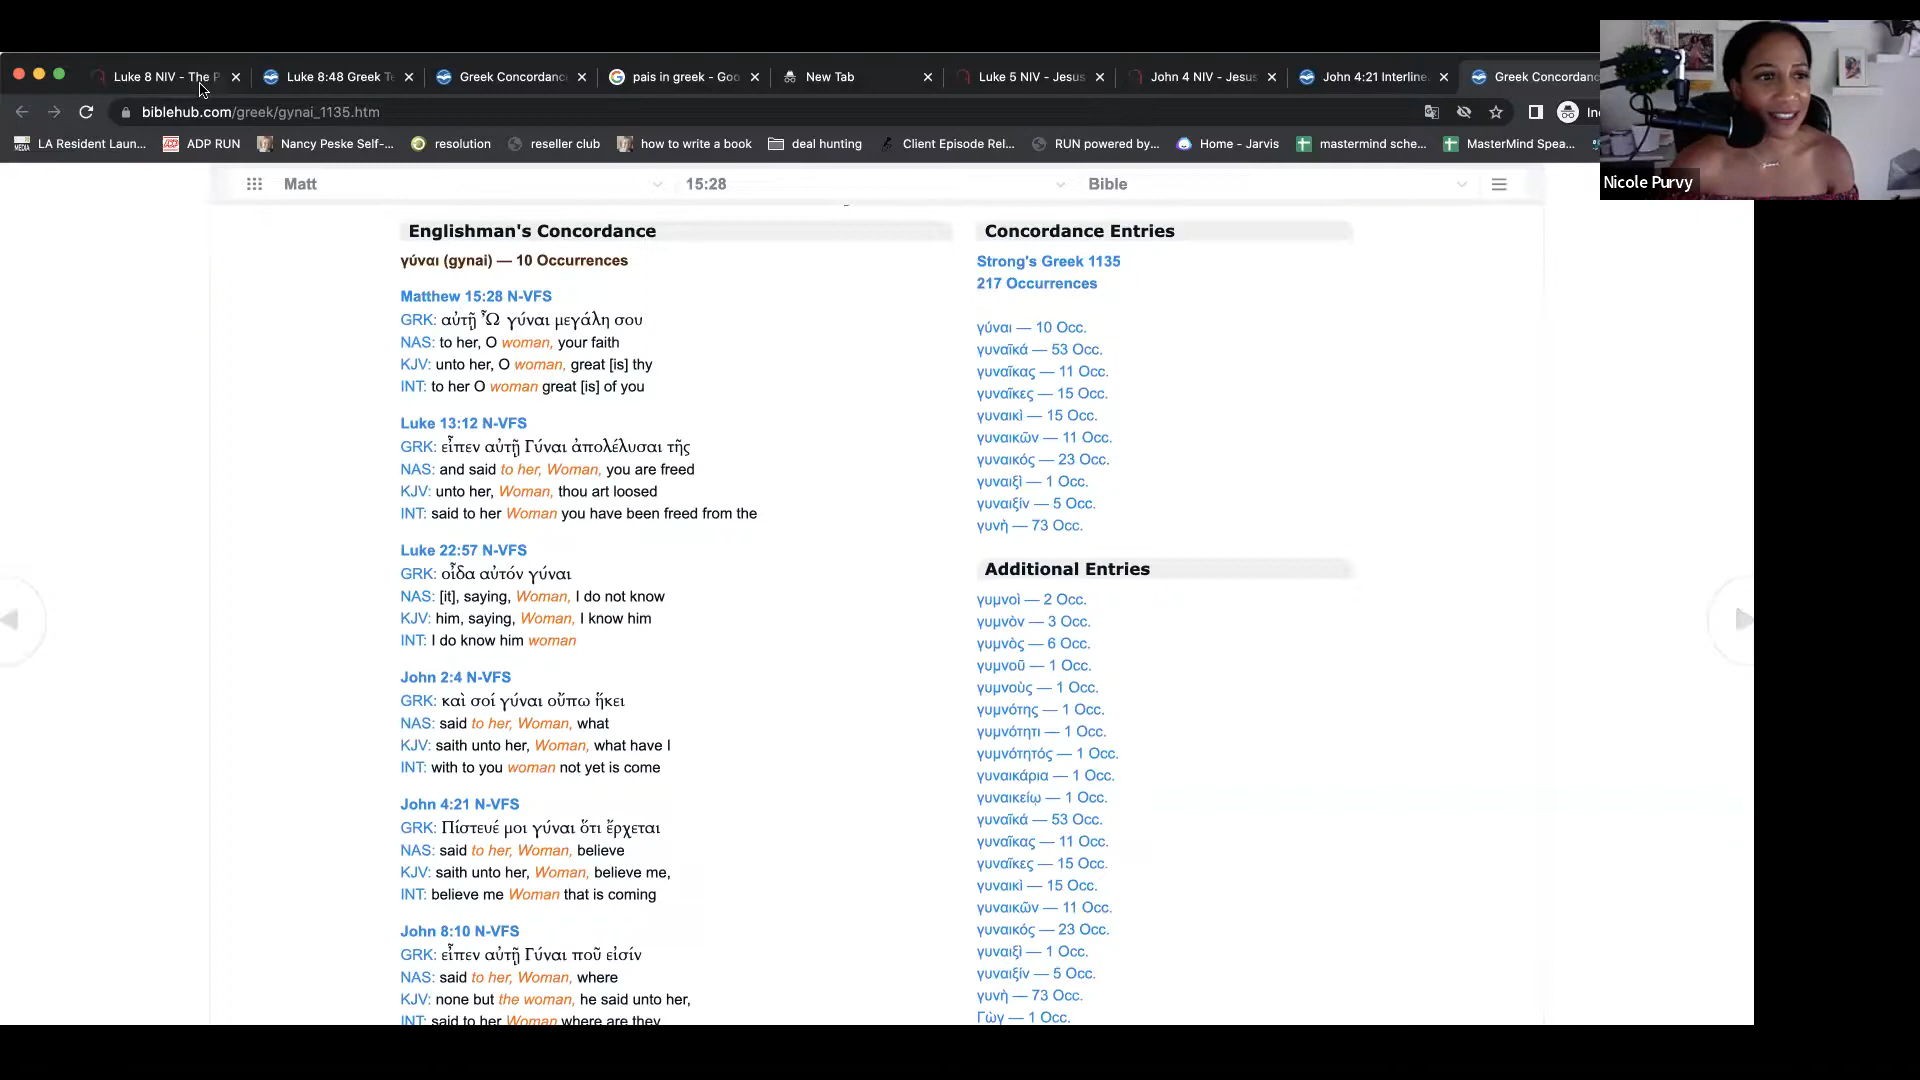 Luke 8 NIV - The P
Luke 8:48 Greek Te
Greek Concordanc
pais in greek - Goo
New Tab
Luke 5 NIV - Jesus
John 4 NIV - Jesus
John 4:21 Interline
Greek Concordanc
biblehub.com/greek/gynai_1135.htm
LA Resident Laun...
ADP RUN
Nancy Peske Self-...
resolution
reseller club
how to write a book
deal hunting
Client Episode Rel...
RUN powered by...
Home - Jarvis
mastermind sche...
MasterMind Spea...
Nicole Purvy
Matt
15:28
Bible
Englishman's Concordance
γύναι (gynai) — 10 Occurrences
Matthew 15:28 N-VFS
GRK: αὐτῇ Ὦ γύναι μεγάλη σου
NAS: to her, O woman, your faith
KJV: unto her, O woman, great [is] thy
INT: to her O woman great [is] of you
Luke 13:12 N-VFS
GRK: εἶπεν αὐτῇ Γύναι ἀπολέλυσαι τῆς
NAS: and said to her, Woman, you are freed
KJV: unto her, Woman, thou art loosed
INT: said to her Woman you have been freed from the
Luke 22:57 N-VFS
GRK: οἶδα αὐτόν γύναι
NAS: [it], saying, Woman, I do not know
KJV: him, saying, Woman, I know him
INT: I do know him woman
John 2:4 N-VFS
GRK: καὶ σοί γύναι οὔπω ἥκει
NAS: said to her, Woman, what
KJV: saith unto her, Woman, what have I
INT: with to you woman not yet is come
John 4:21 N-VFS
GRK: Πίστευέ μοι γύναι ὅτι ἔρχεται
NAS: said to her, Woman, believe
KJV: saith unto her, Woman, believe me,
INT: believe me Woman that is coming
John 8:10 N-VFS
GRK: εἶπεν αὐτῇ Γύναι ποῦ εἰσίν
NAS: said to her, Woman, where
KJV: none but the woman, he said unto her,
INT: said to her Woman where are they
Concordance Entries
Strong's Greek 1135
217 Occurrences
γύναι — 10 Occ.
γυναῖκά — 53 Occ.
γυναῖκας — 11 Occ.
γυναῖκες — 15 Occ.
γυναικὶ — 15 Occ.
γυναικῶν — 11 Occ.
γυναικός — 23 Occ.
γυναιξὶ — 1 Occ.
γυναιξίν — 5 Occ.
γυνὴ — 73 Occ.
Additional Entries
γυμνοὶ — 2 Occ.
γυμνὸν — 3 Occ.
γυμνὸς — 6 Occ.
γυμνοῦ — 1 Occ.
γυμνοὺς — 1 Occ.
γυμνότης — 1 Occ.
γυμνότητι — 1 Occ.
γυμνότητός — 1 Occ.
γυναικάρια — 1 Occ.
γυναικείῳ — 1 Occ.
γυναῖκά — 53 Occ.
γυναῖκας — 11 Occ.
γυναῖκες — 15 Occ.
γυναικὶ — 15 Occ.
γυναικῶν — 11 Occ.
γυναικός — 23 Occ.
γυναιξὶ — 1 Occ.
γυναιξίν — 5 Occ.
γυνὴ — 73 Occ.
Γὼγ — 1 Occ.